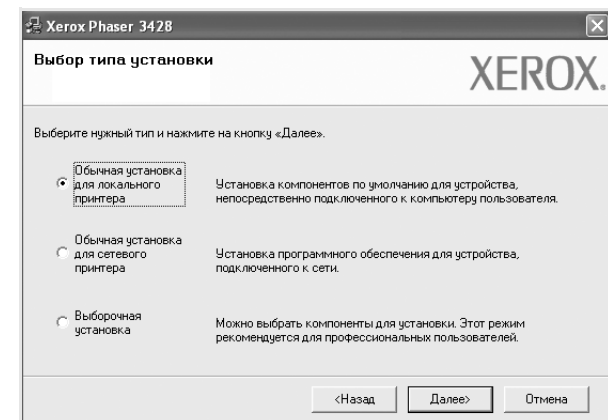 Xerox Phaser 3428
Выбор типа установки
XEROX.
Выберите нужный тип и нажмите на кнопку «Далее».
Обычная установка
для локального
принтера
Установка компонентов по умолчанию для устройства,
непосредственно подключенного к компьютеру пользователя.
Обычная установка
для сетевого
принтера
Установка программного обеспечения для устройства,
подключенного к сети.
Выборочная
установка
Можно выбрать компоненты для установки. Этот режим
рекомендуется для профессиональных пользователей.
<Назад
Далее>
Отмена